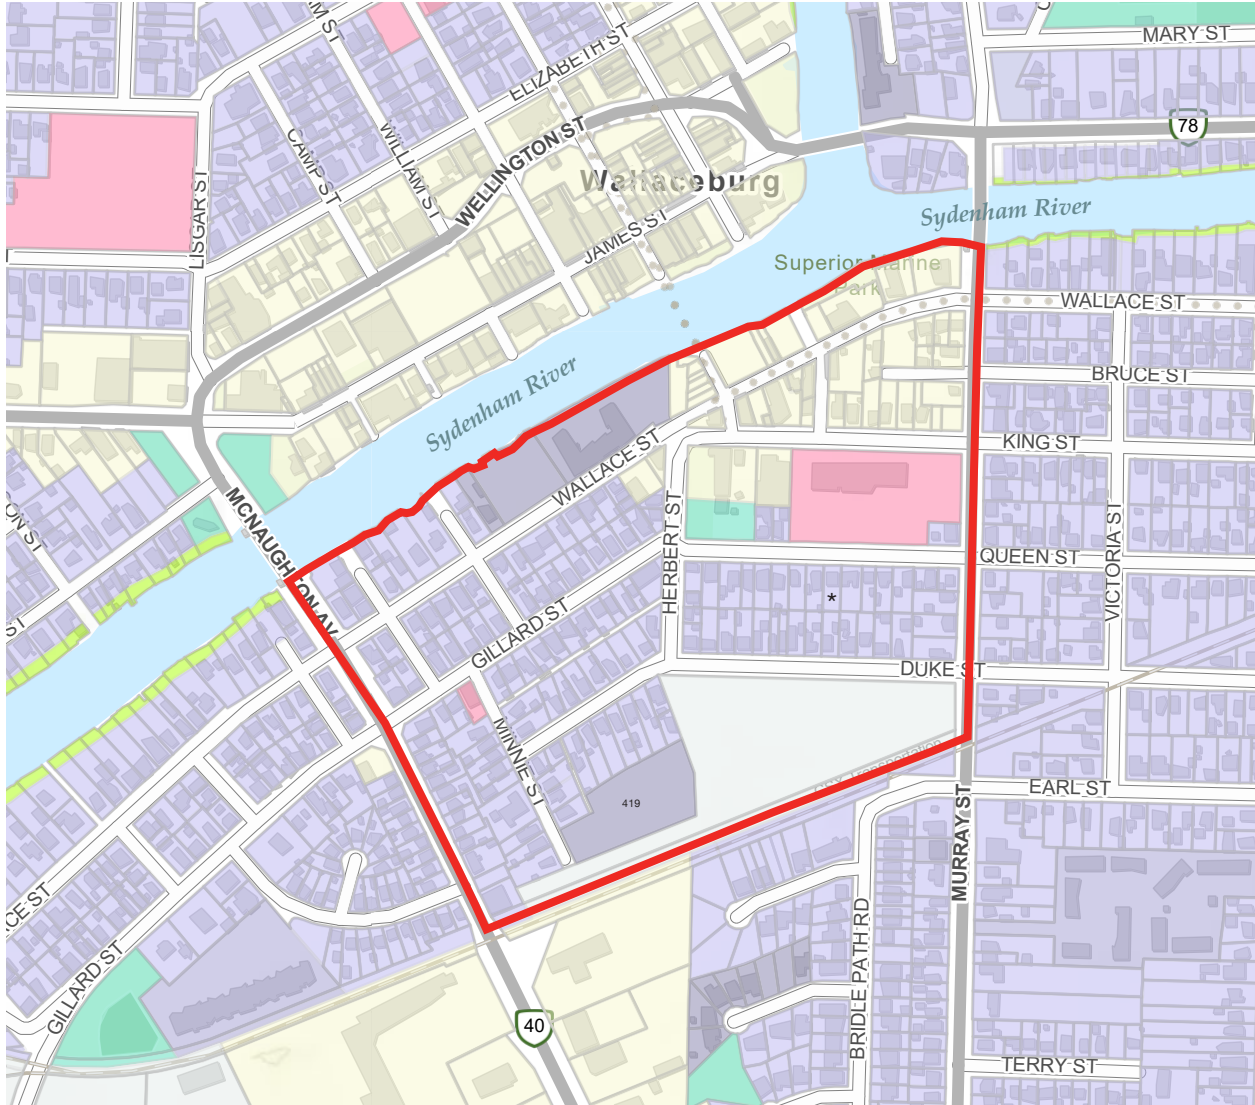 MARY ST
ELIZABETH ST
78
WILLIAM ST
CAMP ST
WELLINGTON ST
Wallaceburg
LISGAR ST
JAMES ST
Sydenham River
Superior Marine
Park
WALLACE ST
BRUCE ST
Sydenham River
KING ST
WALLACE ST
MCNAUGHTON AV
HERBERT ST
VICTORIA ST
QUEEN ST
*
GILLARD ST
DUKE ST
MINNIE ST
CSX Transportation
419
EARL ST
MURRAY ST
GILLARD ST
BRIDLE PATH RD
40
TERRY ST